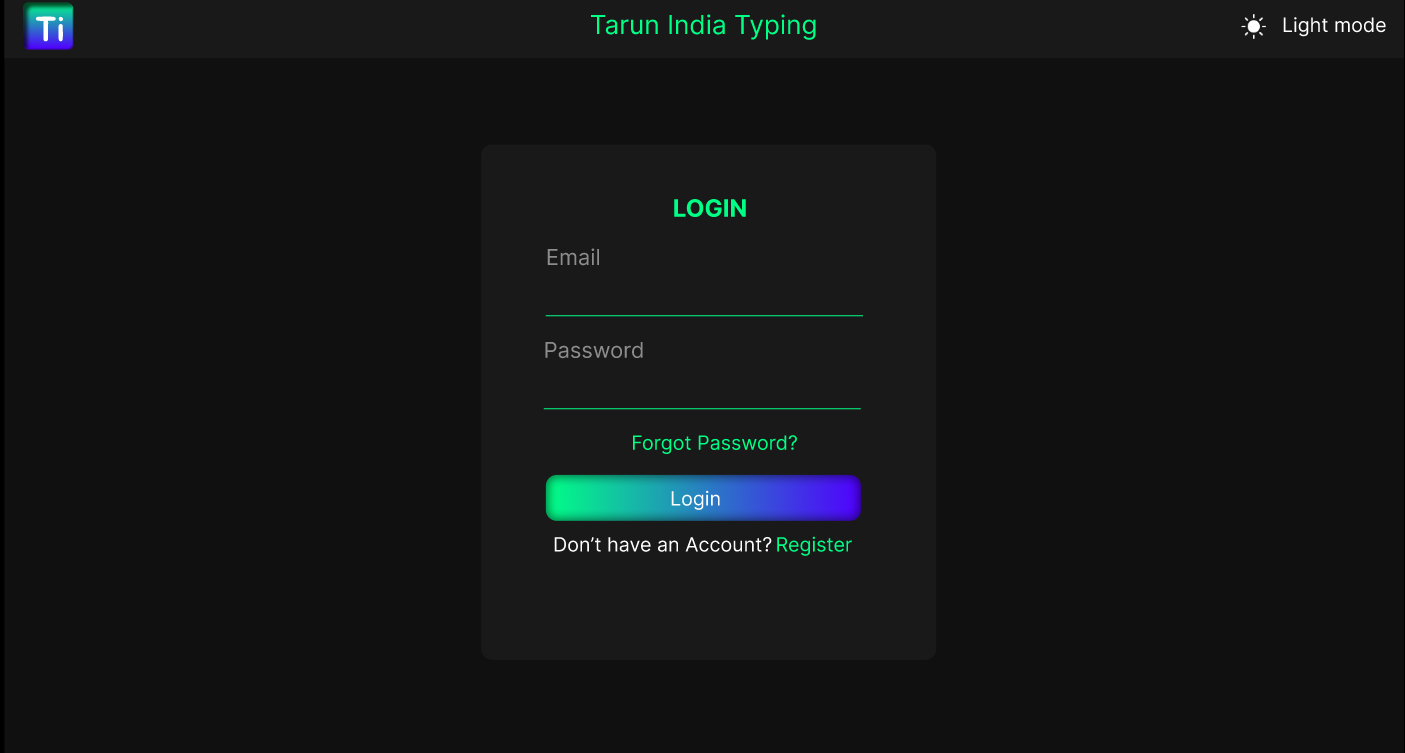 Ti
Tarun India Typing
Light mode
LOGIN
Email
Password
Forgot Password?
Login
Don’t have an Account? Register